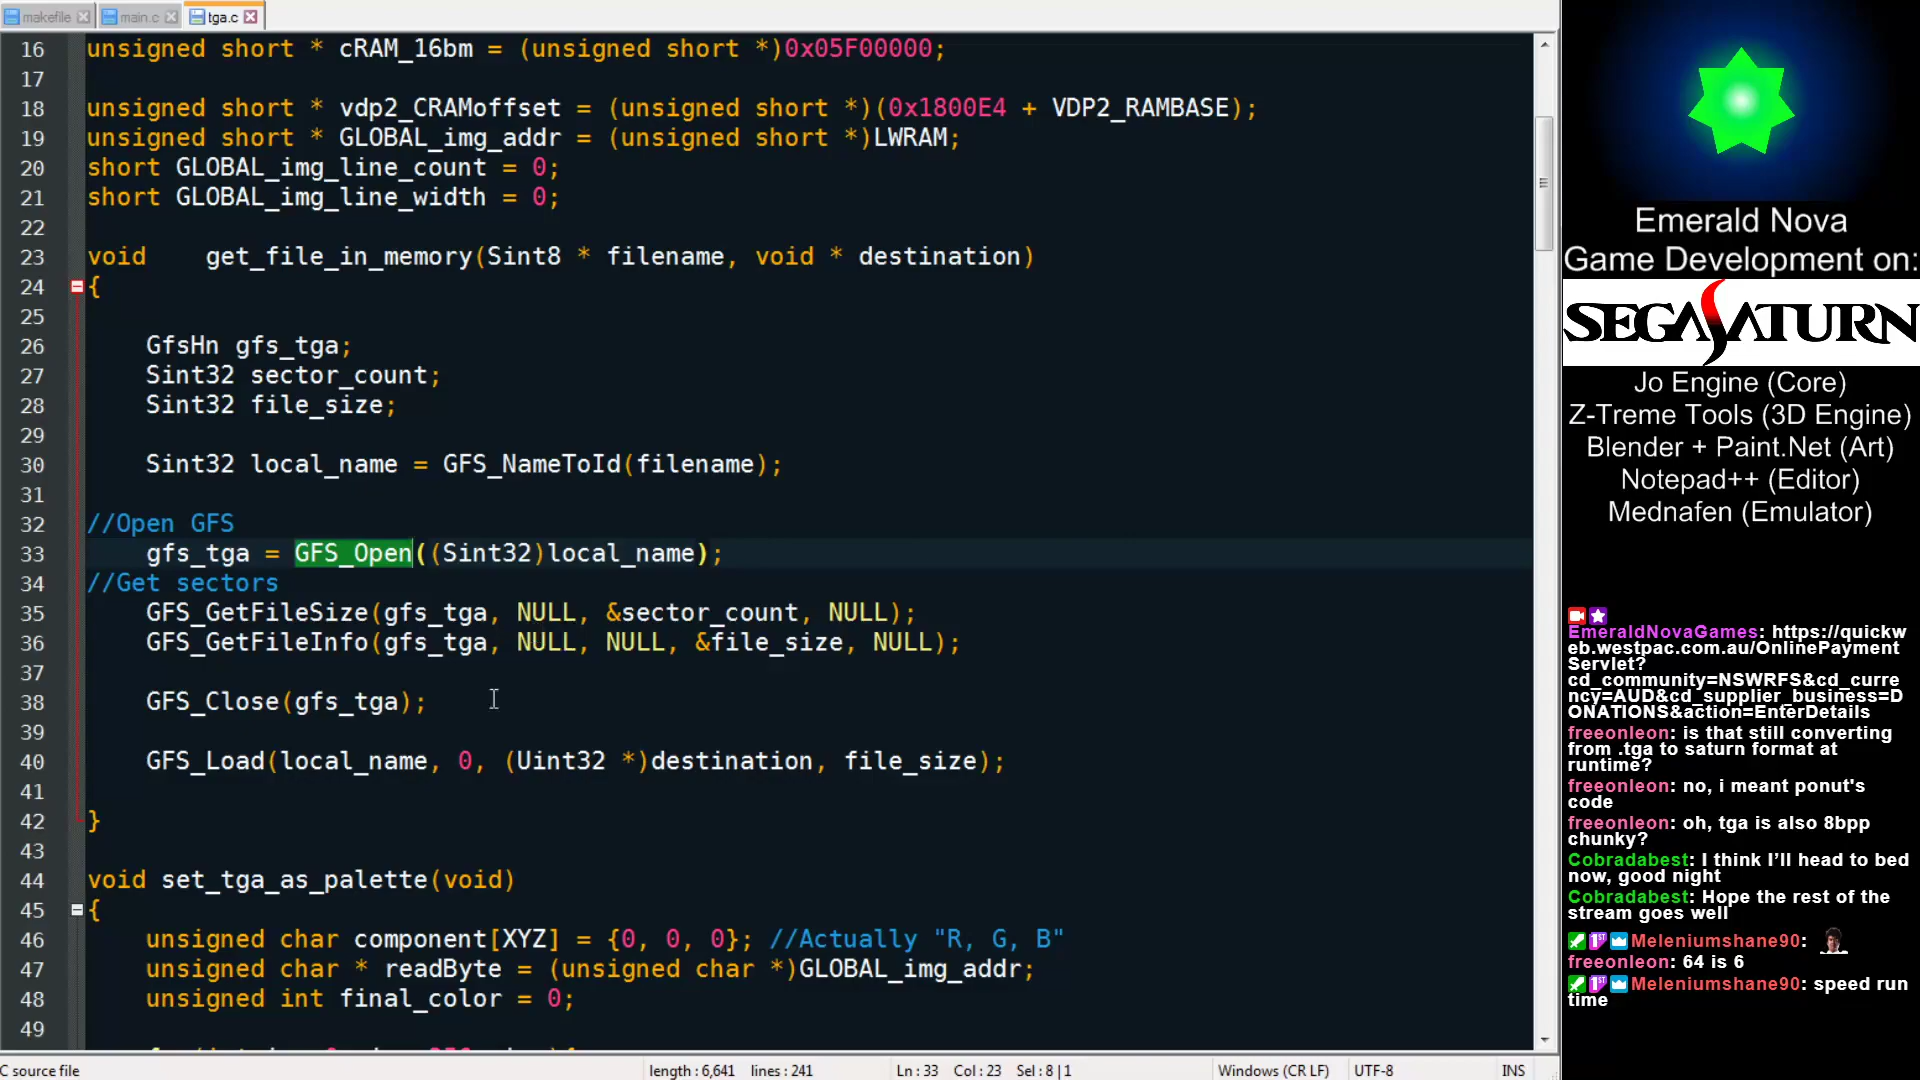 makefile main.c tga.c
16 unsigned short * cRAM_16bm = (unsigned short *)0x05F00000;
17
18 unsigned short * vdp2_CRAMoffset = (unsigned short *)(0x1800E4 + VDP2_RAMBASE);
19 unsigned short * GLOBAL_img_addr = (unsigned short *)LWRAM;
20 short GLOBAL_img_line_count = 0;
21 short GLOBAL_img_line_width = 0;
22
23 void get_file_in_memory(Sint8 * filename, void * destination)
24 {
25
26 GfsHn gfs_tga;
27 Sint32 sector_count;
28 Sint32 file_size;
29
30 Sint32 local_name = GFS_NameToId(filename);
31
32 //Open GFS
33 gfs_tga = GFS_Open((Sint32)local_name);
34 //Get sectors
35 GFS_GetFileSize(gfs_tga, NULL, &sector_count, NULL);
36 GFS_GetFileInfo(gfs_tga, NULL, NULL, &file_size, NULL);
37
38 GFS_Close(gfs_tga);
39
40 GFS_Load(local_name, 0, (Uint32 *)destination, file_size);
41
42 }
43
44 void set_tga_as_palette(void)
45 {
46 unsigned char component[XYZ] = {0, 0, 0}; //Actually "R, G, B"
47 unsigned char * readByte = (unsigned char *)GLOBAL_img_addr;
48 unsigned int final_color = 0;
49
C source file length : 6,641 lines : 241 Ln : 33 Col : 23 Sel : 8 | 1 Windows (CR LF) UTF-8 INS
Emerald Nova
Game Development on:
SEGA SATURN
Jo Engine (Core)
Z-Treme Tools (3D Engine)
Blender + Paint.Net (Art)
Notepad++ (Editor)
Mednafen (Emulator)
EmeraldNovaGames: https://quickw
eb.westpac.com.au/OnlinePayment
Servlet?
cd_community=NSWRFS&cd_curre
ncy=AUD&cd_supplier_business=D
ONATIONS&action=EnterDetails
freeonleon: is that still converting
from .tga to saturn format at
runtime?
freeonleon: no, i meant ponut's
code
freeonleon: oh, tga is also 8bpp
chunky?
Cobradabest: I think I'll head to bed
now, good night
Cobradabest: Hope the rest of the
stream goes well
1st Meleniumshane90:
freeonleon: 64 is 6
1st Meleniumshane90: speed run
time